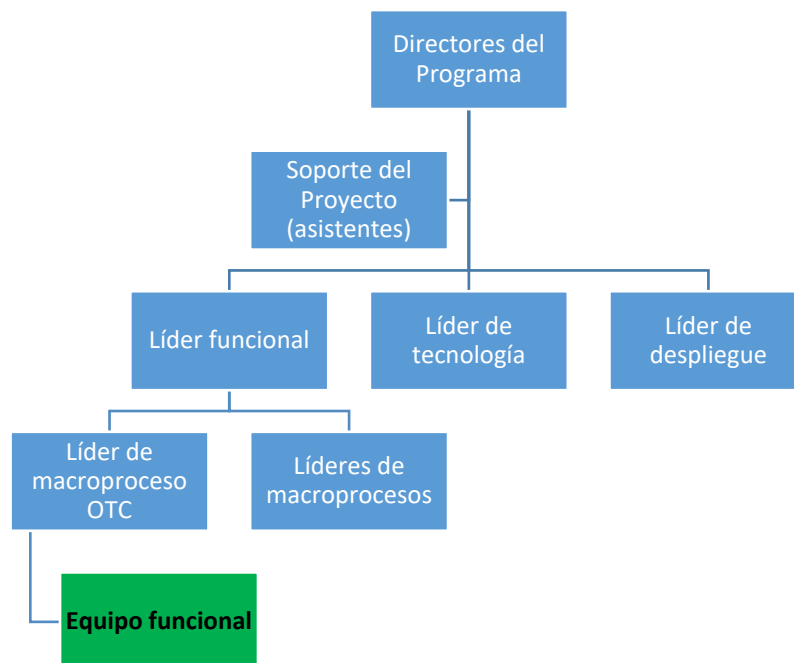 Directores del
Programa
Soporte del
Proyecto
(asistentes)
Líder funcional
Líder de
tecnología
Líder de
despliegue
Líder de
macroproceso
OTC
Líderes de
macroprocesos
Equipo funcional